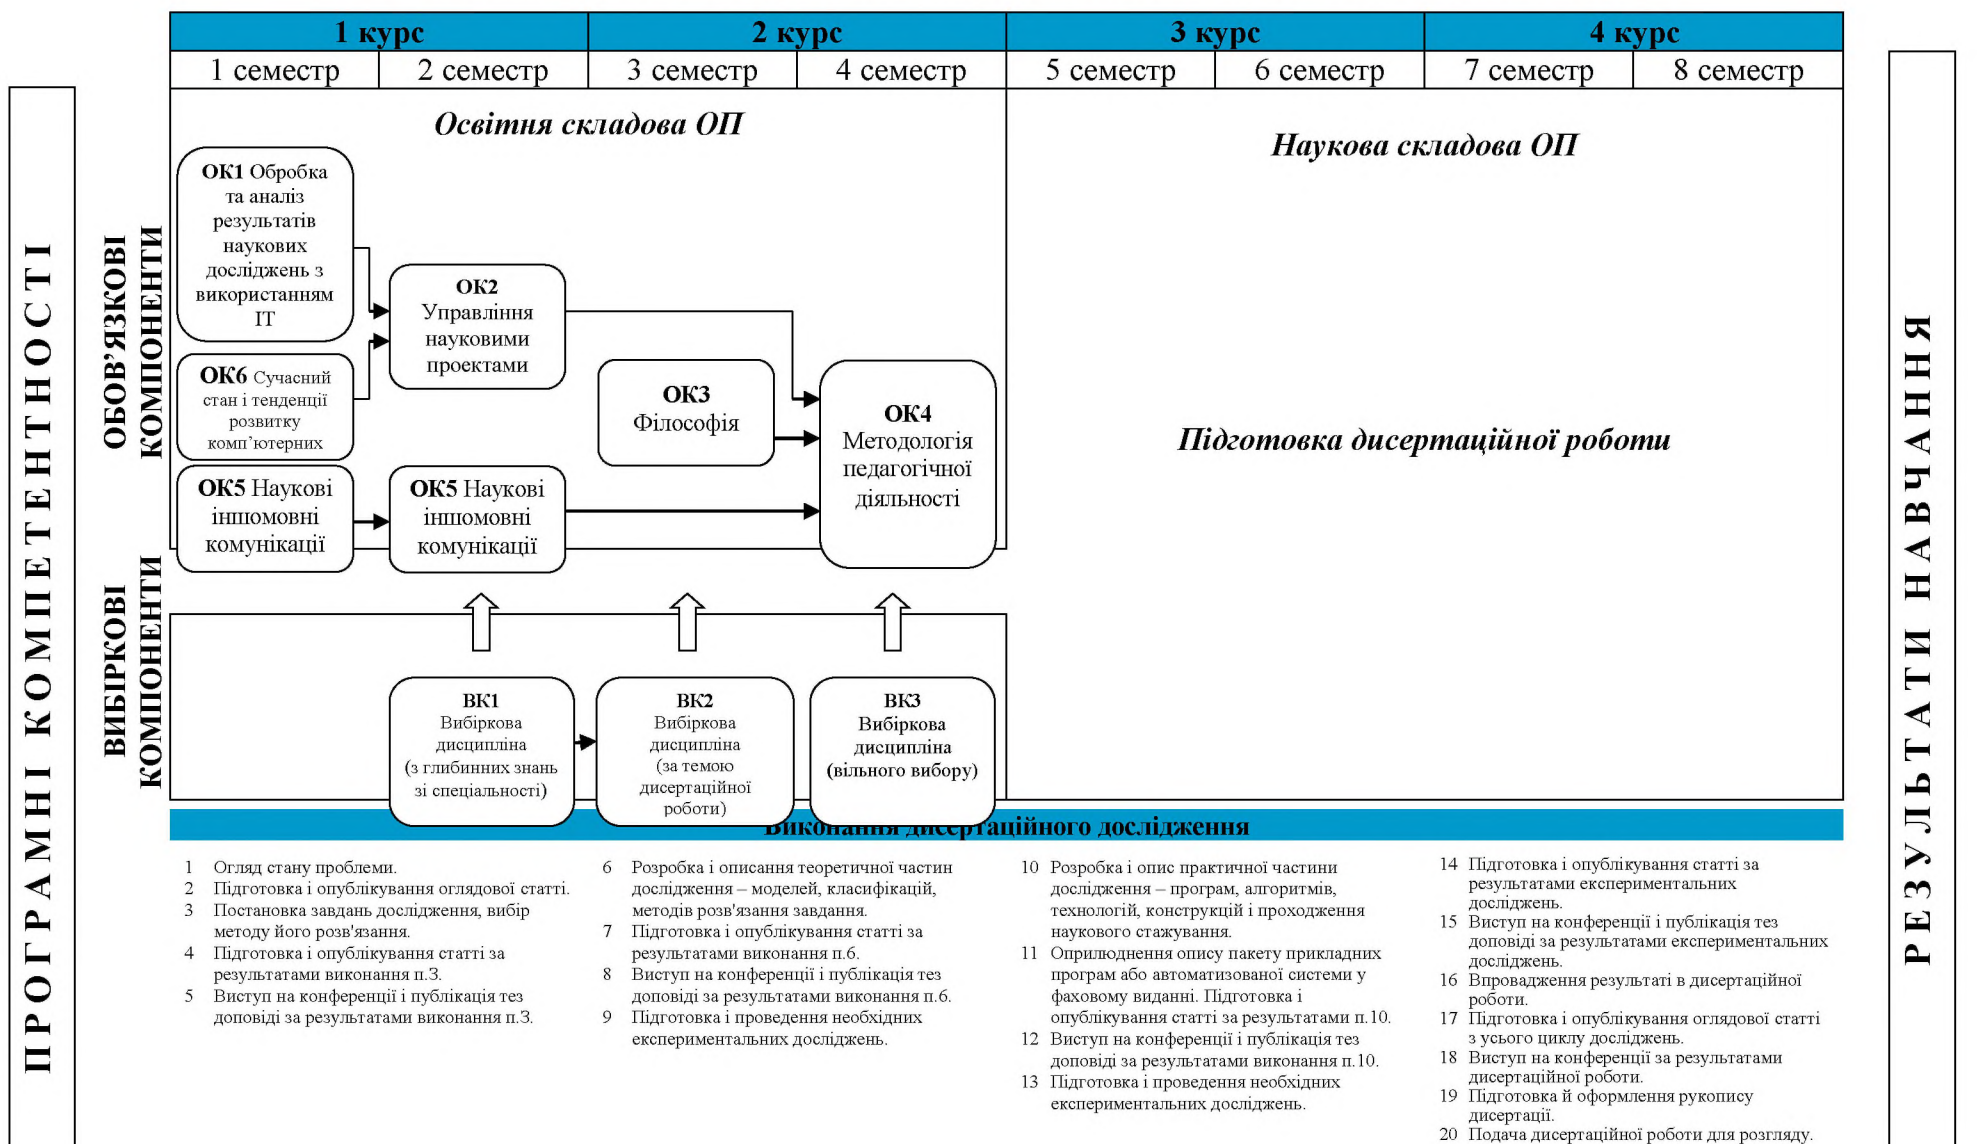 1 курс 2 курс 3 курс 4 курс
1 семестр 2 семестр 3 семестр 4 семестр 5 семестр 6 семестр 7 семестр 8 семестр
ПРОГРАМНІ КОМПЕТЕНТНОСТІ
ОБОВ’ЯЗКОВІ
КОМПОНЕНТИ
ВИБІРКОВІ
КОМПІОНЕНТИ
Освітня складова ОП
ОК1 Обробка
та аналіз
результатів
наукових
досліджень з
використанням
ІТ
ОК6 Сучасний
стан і тенденції
розвитку
комп’ютерних
ОК5 Наукові
іншомовні
комунікації
ОК2
Управління
науковими
проектами
ОК5 Наукові
іншомовні
комунікації
ОК3
Філософія
ОК4
Методологія
педагогічної
діяльності
ВК1
Вибіркова
дисципліна
(з глибинних знань
зі спеціальності)
ВК2
Вибіркова
дисципліна
(за темою
дисертаційної
роботи)
ВК3
Вибіркова
дисципліна
(вільного вибору)
Наукова складова ОП
Підготовка дисертаційної роботи
РЕЗУЛЬТАТИ НАВЧАННЯ
Виконання дисертаційного дослідження
1 Огляд стану проблеми.
2 Підготовка і опублікування оглядової статті.
3 Постановка завдань дослідження, вибір
методу його розв'язання.
4 Підготовка і опублікування статті за
результатами виконання п.3.
5 Виступ на конференції і публікація тез
доповіді за результатами виконання п.3.
6 Розробка і описання теоретичної частин
дослідження – моделей, класифікацій,
методів розв'язання завдання.
7 Підготовка і опублікування статті за
результатами виконання п.6.
8 Виступ на конференції і публікація тез
доповіді за результатами виконання п.6.
9 Підготовка і проведення необхідних
експериментальних досліджень.
10 Розробка і опис практичної частини
дослідження – програм, алгоритмів,
технологій, конструкцій і проходження
наукового стажування.
11 Оприлюднення опису пакету прикладних
програм або автоматизованої системи у
фаховому виданні. Підготовка і
опублікування статті за результатами п.10.
12 Виступ на конференції і публікація тез
доповіді за результатами виконання п.10.
13 Підготовка і проведення необхідних
експериментальних досліджень.
14 Підготовка і опублікування статті за
результатами експериментальних
досліджень.
15 Виступ на конференції і публікація тез
доповіді за результатами експериментальних
досліджень.
16 Впровадження результаті в дисертаційної
роботи.
17 Підготовка і опублікування оглядової статті
з усього циклу досліджень.
18 Виступ на конференції за результатами
дисертаційної роботи.
19 Підготовка й оформлення рукопису
дисертації.
20 Подача дисертаційної роботи для розгляду.